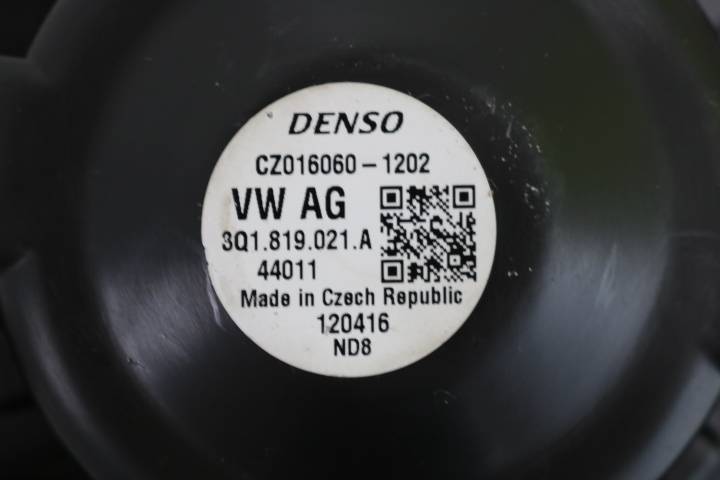 DENSO
CZ016060-1202
VW AG
3Q1.819.021.A
44011
Made in Czech Republic
120416
ND8